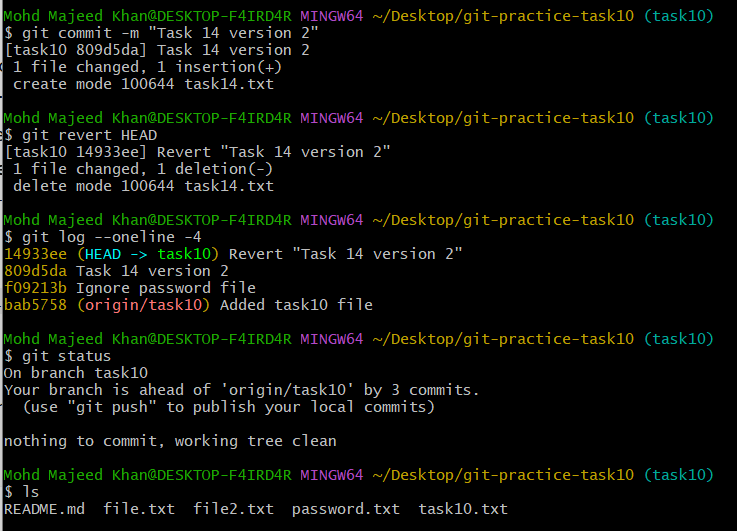 Mohd Majeed Khan@DESKTOP-F4IRD4R MINGW64 ~/Desktop/git-practice-task10 (task10)
$ git commit -m "Task 14 version 2"
[task10 809d5da] Task 14 version 2
 1 file changed, 1 insertion(+)
 create mode 100644 task14.txt

Mohd Majeed Khan@DESKTOP-F4IRD4R MINGW64 ~/Desktop/git-practice-task10 (task10)
$ git revert HEAD
[task10 14933ee] Revert "Task 14 version 2"
 1 file changed, 1 deletion(-)
 delete mode 100644 task14.txt

Mohd Majeed Khan@DESKTOP-F4IRD4R MINGW64 ~/Desktop/git-practice-task10 (task10)
$ git log --oneline -4
14933ee (HEAD -> task10) Revert "Task 14 version 2"
809d5da Task 14 version 2
f09213b Ignore password file
bab5758 (origin/task10) Added task10 file

Mohd Majeed Khan@DESKTOP-F4IRD4R MINGW64 ~/Desktop/git-practice-task10 (task10)
$ git status
On branch task10
Your branch is ahead of 'origin/task10' by 3 commits.
  (use "git push" to publish your local commits)

nothing to commit, working tree clean

Mohd Majeed Khan@DESKTOP-F4IRD4R MINGW64 ~/Desktop/git-practice-task10 (task10)
$ ls
README.md  file.txt  file2.txt  password.txt  task10.txt